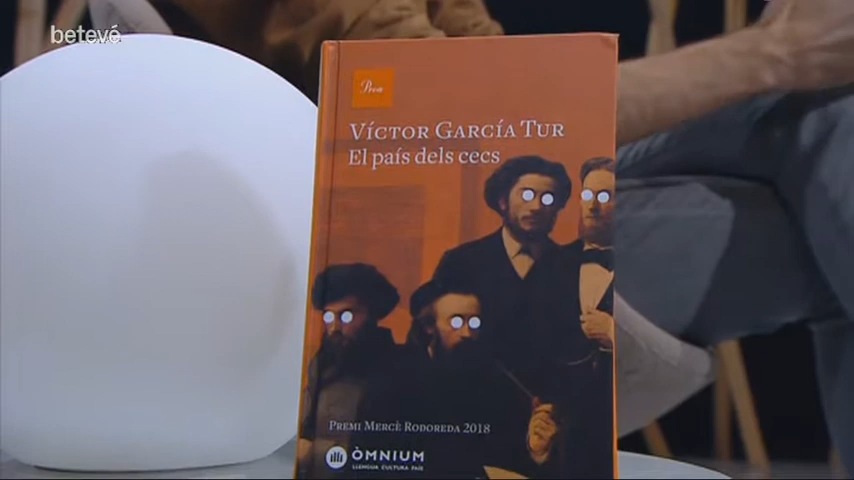 betevé
Proa
VÍCTOR GARCÍA TUR
El país dels cecs
PREMI MERCÈ RODOREDA 2018
ÒMNIUM
LLENGUA CULTURA PAÍS